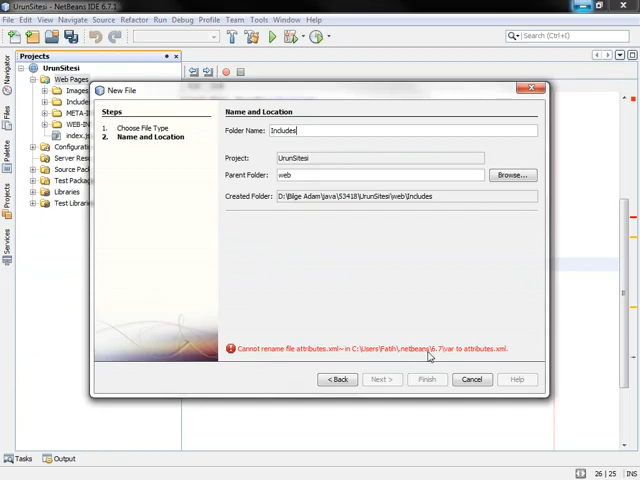 UrunSitesi - NetBeans IDE 6.7.1
File Edit View Navigate Source Refactor Run Debug Profile Team Tools Window Help
Search (Ctrl+I)
Projects
UrunSitesi
Web Pages
Images
Includes
META-
WEB-IN
index.js
Configurat
Server Reso
Source Pack
Test Package
Libraries
Test Librarie
Navigator
Files
Palette
Projects
Services
New File
Steps
1. Choose File Type
2. Name and Location
Name and Location
Folder Name: Includes
Project: UrunSitesi
Parent Folder: web
Browse...
Created Folder: D:\Bilge Adam\java\53418\UrunSitesi\web\Includes
Cannot rename file attributes.xml~ in C:\Users\Fatih\.netbeans\6.7\var to attributes.xml.
< Back
Next >
Finish
Cancel
Help
Tasks
Output
26 | 25
INS